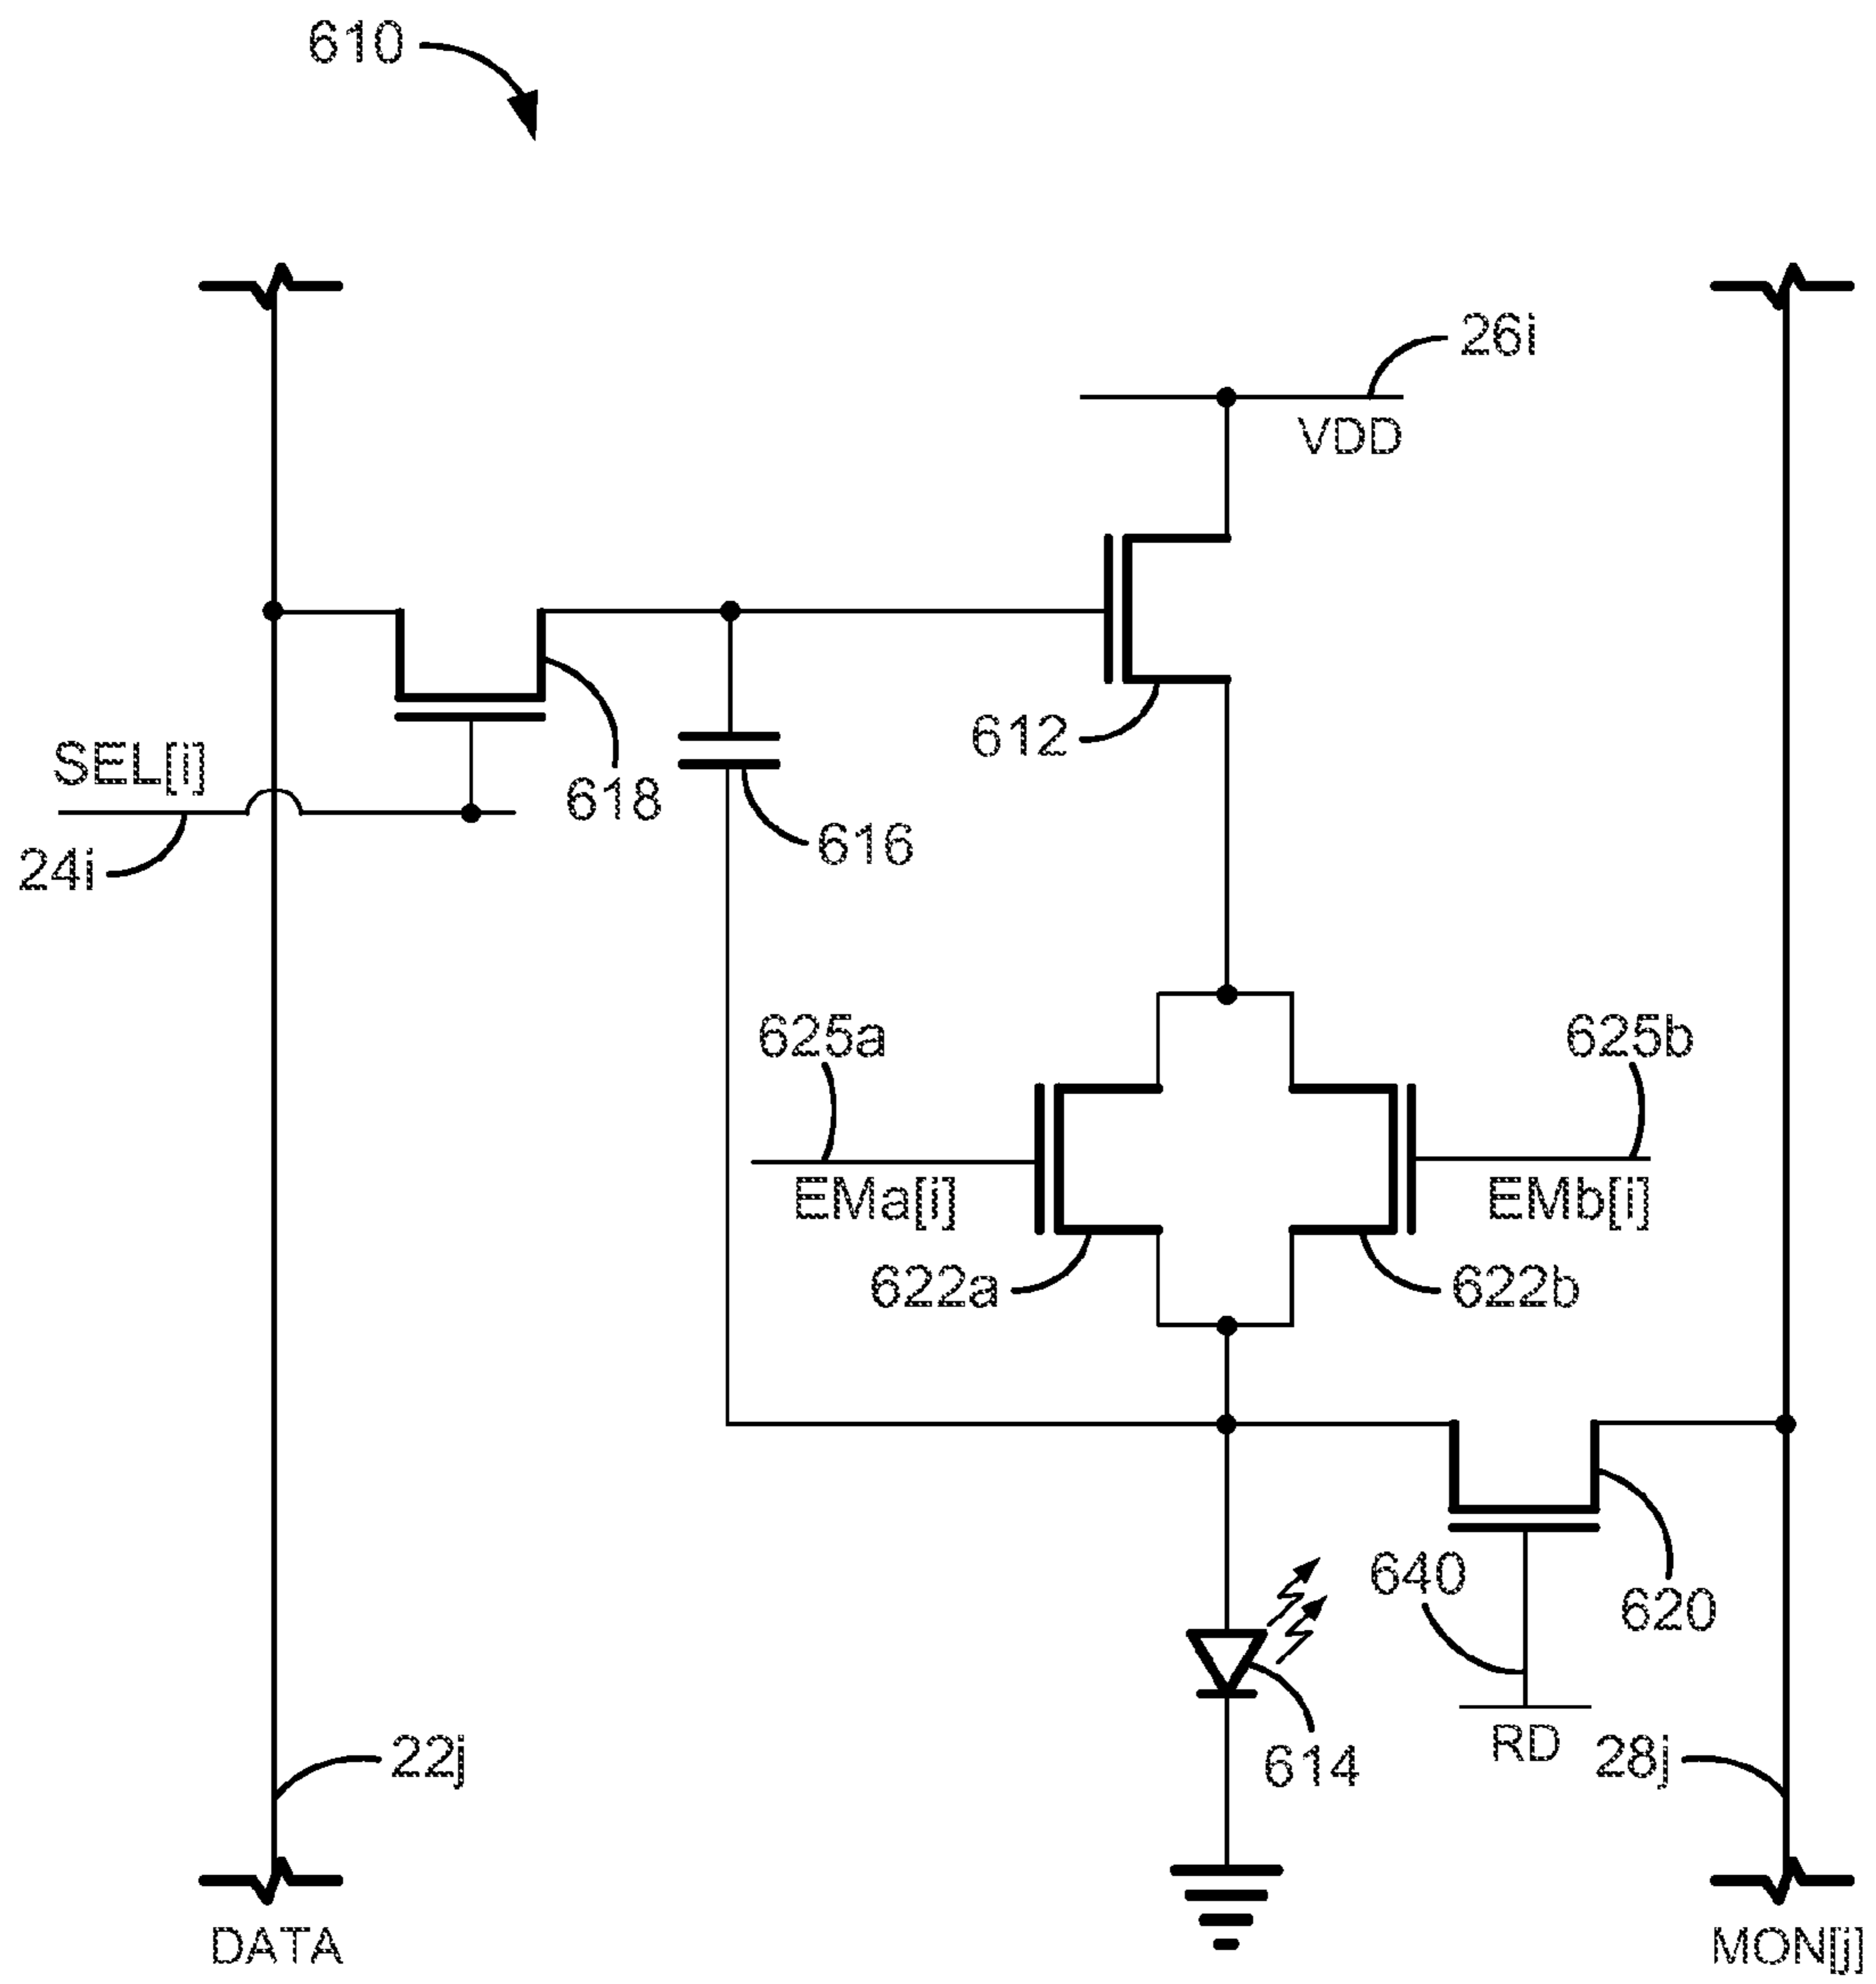 610
26i
VDD
SEL[i]
618
612
24i
616
625a
625b
EMa[i]
EMb[i]
622a
622b
640
620
22j
614
RD
28j
DATA
MON[j]